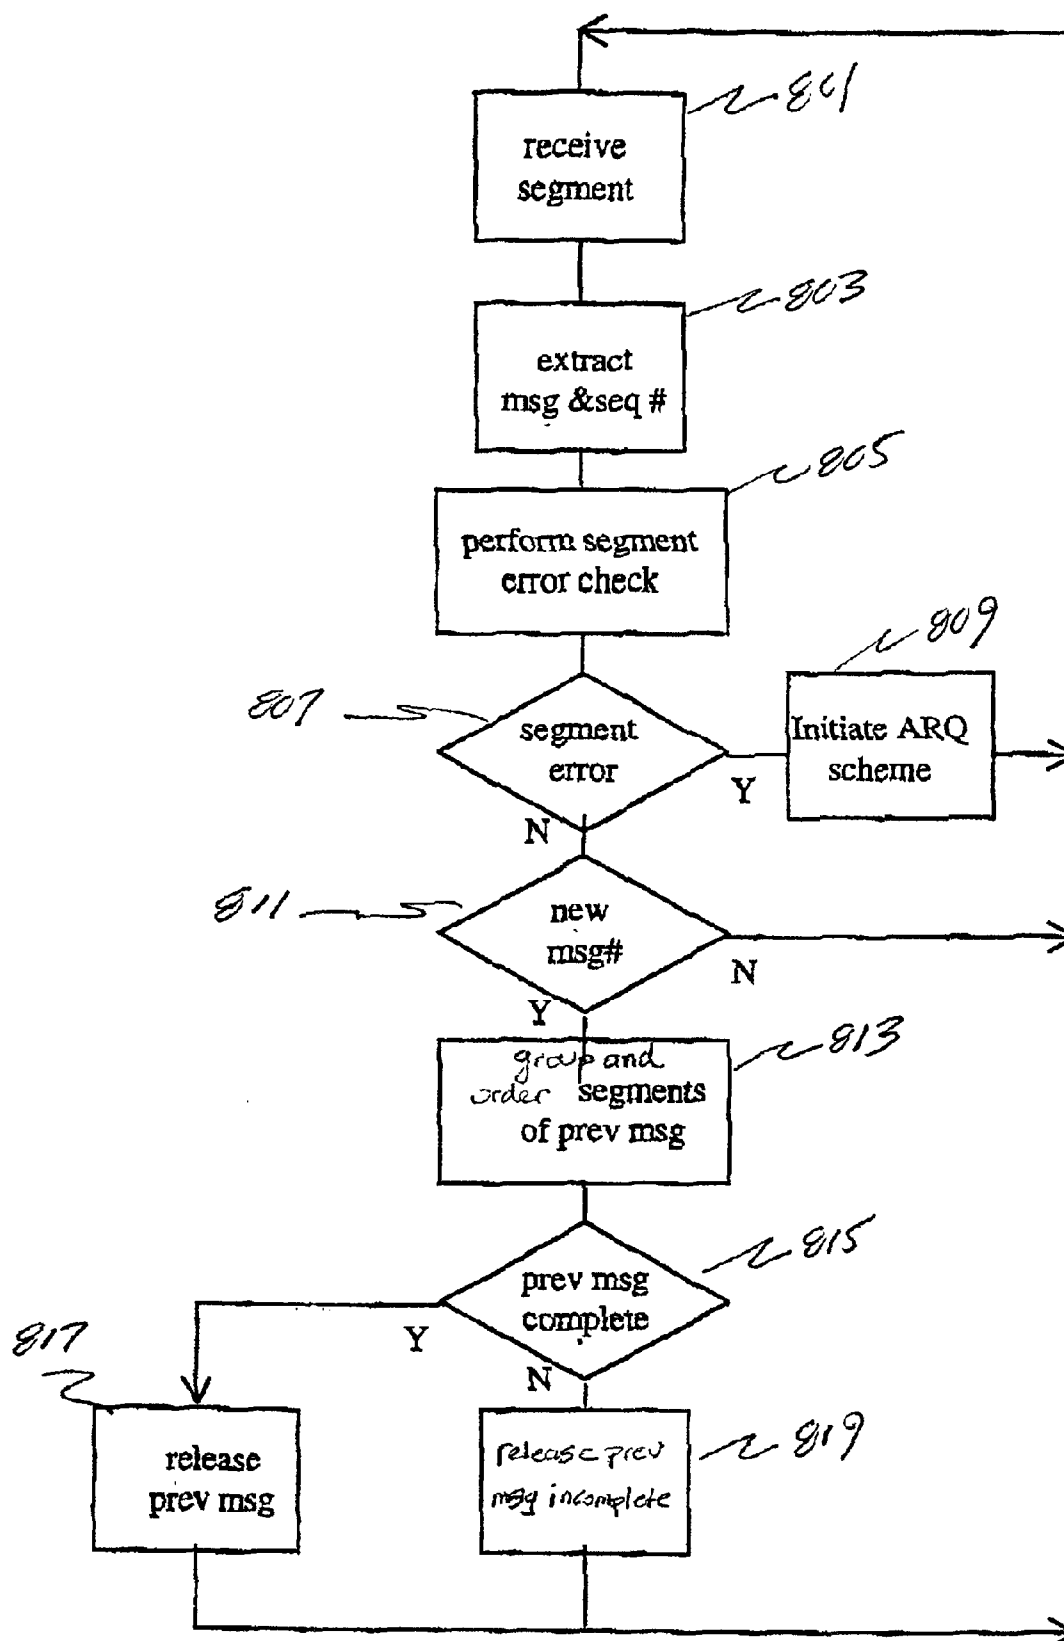 801
receive
segment
803
extract
msg &seq #
805
perform segment
error check
809
807
segment
error
Initiate ARQ
scheme
Y
N
811
new
msg#
N
Y
813
group and
order segments
of prev msg
815
prev msg
complete
Y
N
817
release
prev msg
819
release prev
msg incomplete